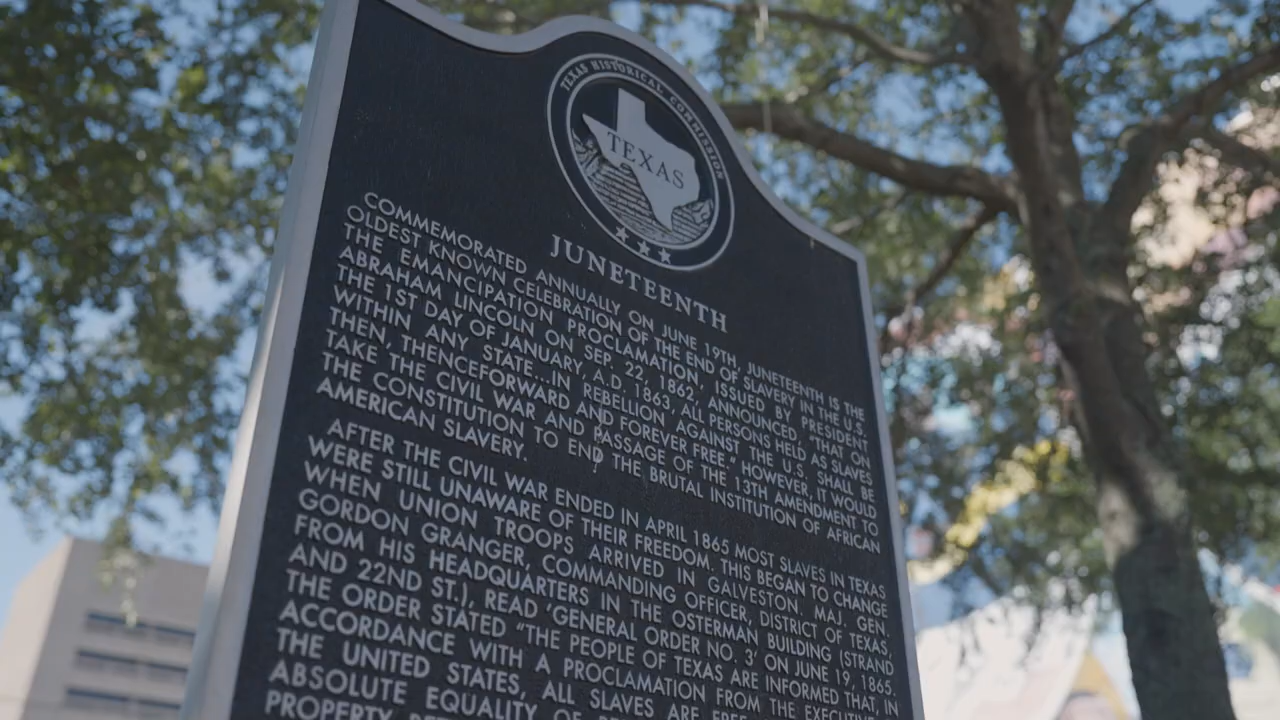 TEXAS HISTORICAL COMMISSION
TEXAS
JUNETEENTH
COMMEMORATED ANNUALLY ON JUNE 19TH, JUNETEENTH IS THE
OLDEST KNOWN CELEBRATION OF THE END OF SLAVERY IN THE U.S.
THE EMANCIPATION PROCLAMATION, ISSUED BY PRESIDENT
ABRAHAM LINCOLN ON SEP. 22, 1862, ANNOUNCED, "THAT ON
THE 1ST DAY OF JANUARY, A.D. 1863, ALL PERSONS HELD AS SLAVES
WITHIN ANY STATE...IN REBELLION AGAINST THE U.S. SHALL BE
THEN, THENCEFORWARD AND FOREVER FREE." HOWEVER, IT WOULD
TAKE THE CIVIL WAR AND PASSAGE OF THE 13TH AMENDMENT TO
THE CONSTITUTION TO END THE BRUTAL INSTITUTION OF AFRICAN
AMERICAN SLAVERY.
AFTER THE CIVIL WAR ENDED IN APRIL 1865 MOST SLAVES IN TEXAS
WERE STILL UNAWARE OF THEIR FREEDOM. THIS BEGAN TO CHANGE
WHEN UNION TROOPS ARRIVED IN GALVESTON. MAJ. GEN.
GORDON GRANGER, COMMANDING OFFICER, DISTRICT OF TEXAS,
FROM HIS HEADQUARTERS IN THE OSTERMAN BUILDING (STRAND
AND 22ND ST.), READ 'GENERAL ORDER NO. 3' ON JUNE 19, 1865.
THE ORDER STATED "THE PEOPLE OF TEXAS ARE INFORMED THAT, IN
ACCORDANCE WITH A PROCLAMATION FROM THE EXECUTIVE
THE UNITED STATES, ALL SLAVES ARE FREE
ABSOLUTE EQUALITY OF
PROPERTY